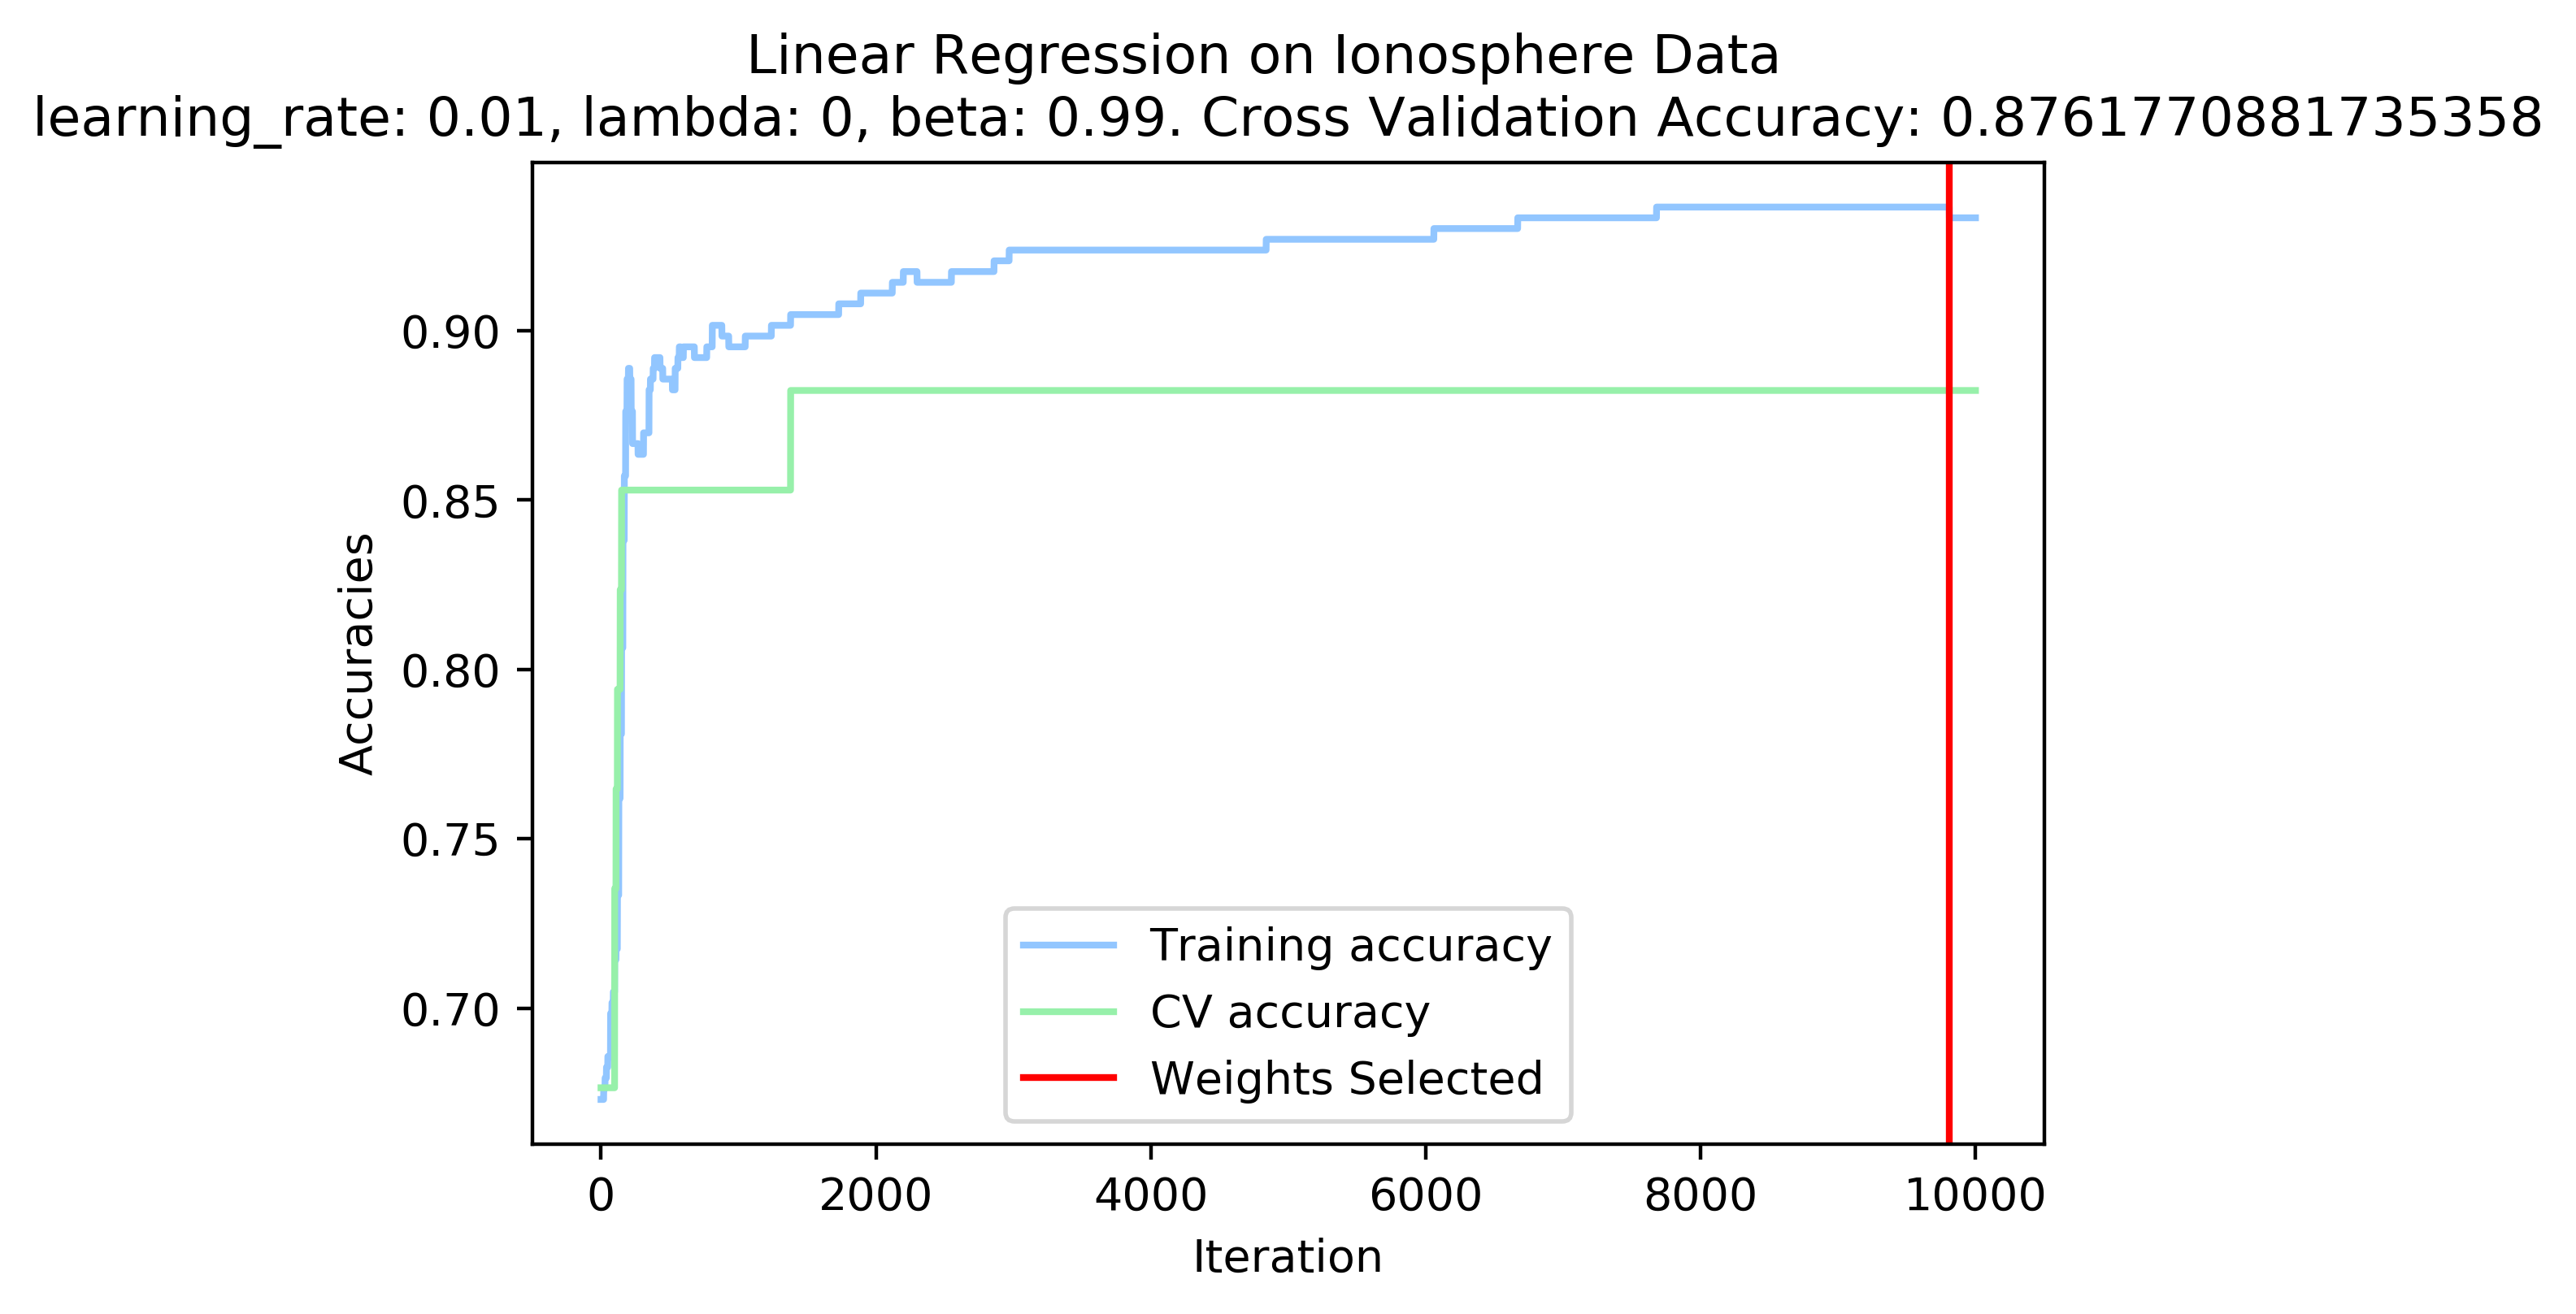 Linear Regression on Ionosphere Data
learning_rate: 0.01, lambda: 0, beta: 0.99. Cross Validation Accuracy: 0.8761770881735358
Accuracies
0.90
0.85
0.80
0.75
0.70
Training accuracy
CV accuracy
Weights Selected
0 2000 4000 6000 8000 10000
Iteration